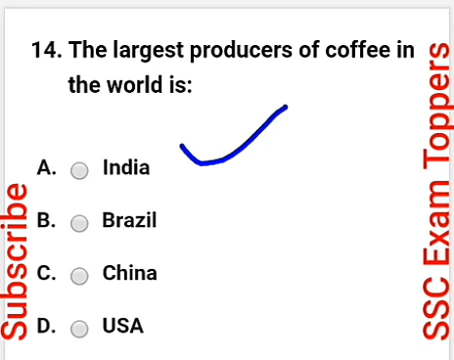 14. The largest producers of coffee in
the world is:
A. India
B. Brazil
C. China
D. USA
Subscribe
SSC Exam Toppers